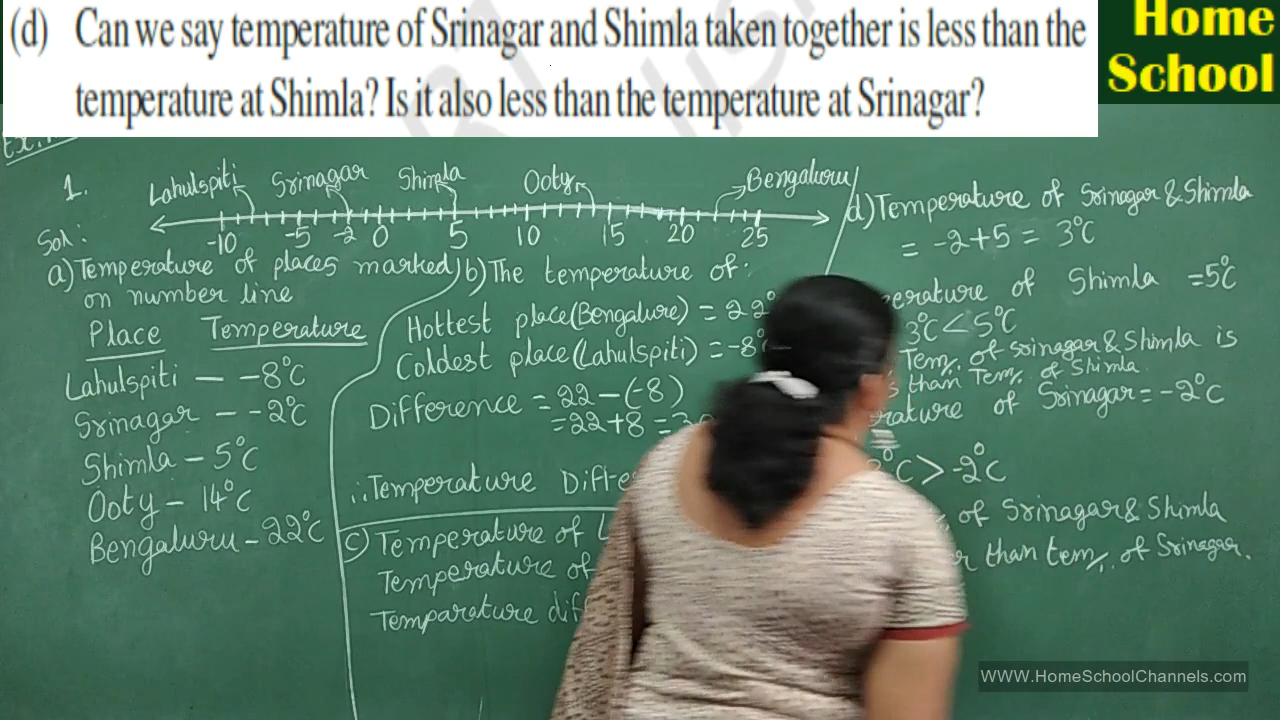 (d) Can we say temperature of Srinagar and Shimla taken together is less than the
temperature at Shimla? Is it also less than the temperature at Srinagar?
Home
School
1.
Lahulspiti Srinagar Shimla Ooty Bengaluru
-10 -5 -2 0 5 10 15 20 25
Sol:
a) Temperature of places marked
on number line
Place Temperature
Lahulspiti — -8°C
Srinagar — -2°C
Shimla — 5°C
Ooty — 14°C
Bengaluru — 22°C
b) The temperature of:
Hottest place (Bengalure) = 22°
Coldest place (Lahulspiti) = -8°
Difference = 22 - (-8)
= 22 + 8 =
∴ Temperature
c) Temperature of
Temperature of
Temparature
d) Temperature of Srinagar & Shimla
= -2+5 = 3°C
of Shimla = 5°C
3°C < 5°C
Tem. of Srinagar & Shimla is
than Tem. of Shimla.
of Srinagar = -2°C
°C > -2°C
of Srinagar & Shimla
than tem. of Srinagar.
WWW.HomeSchoolChannels.com